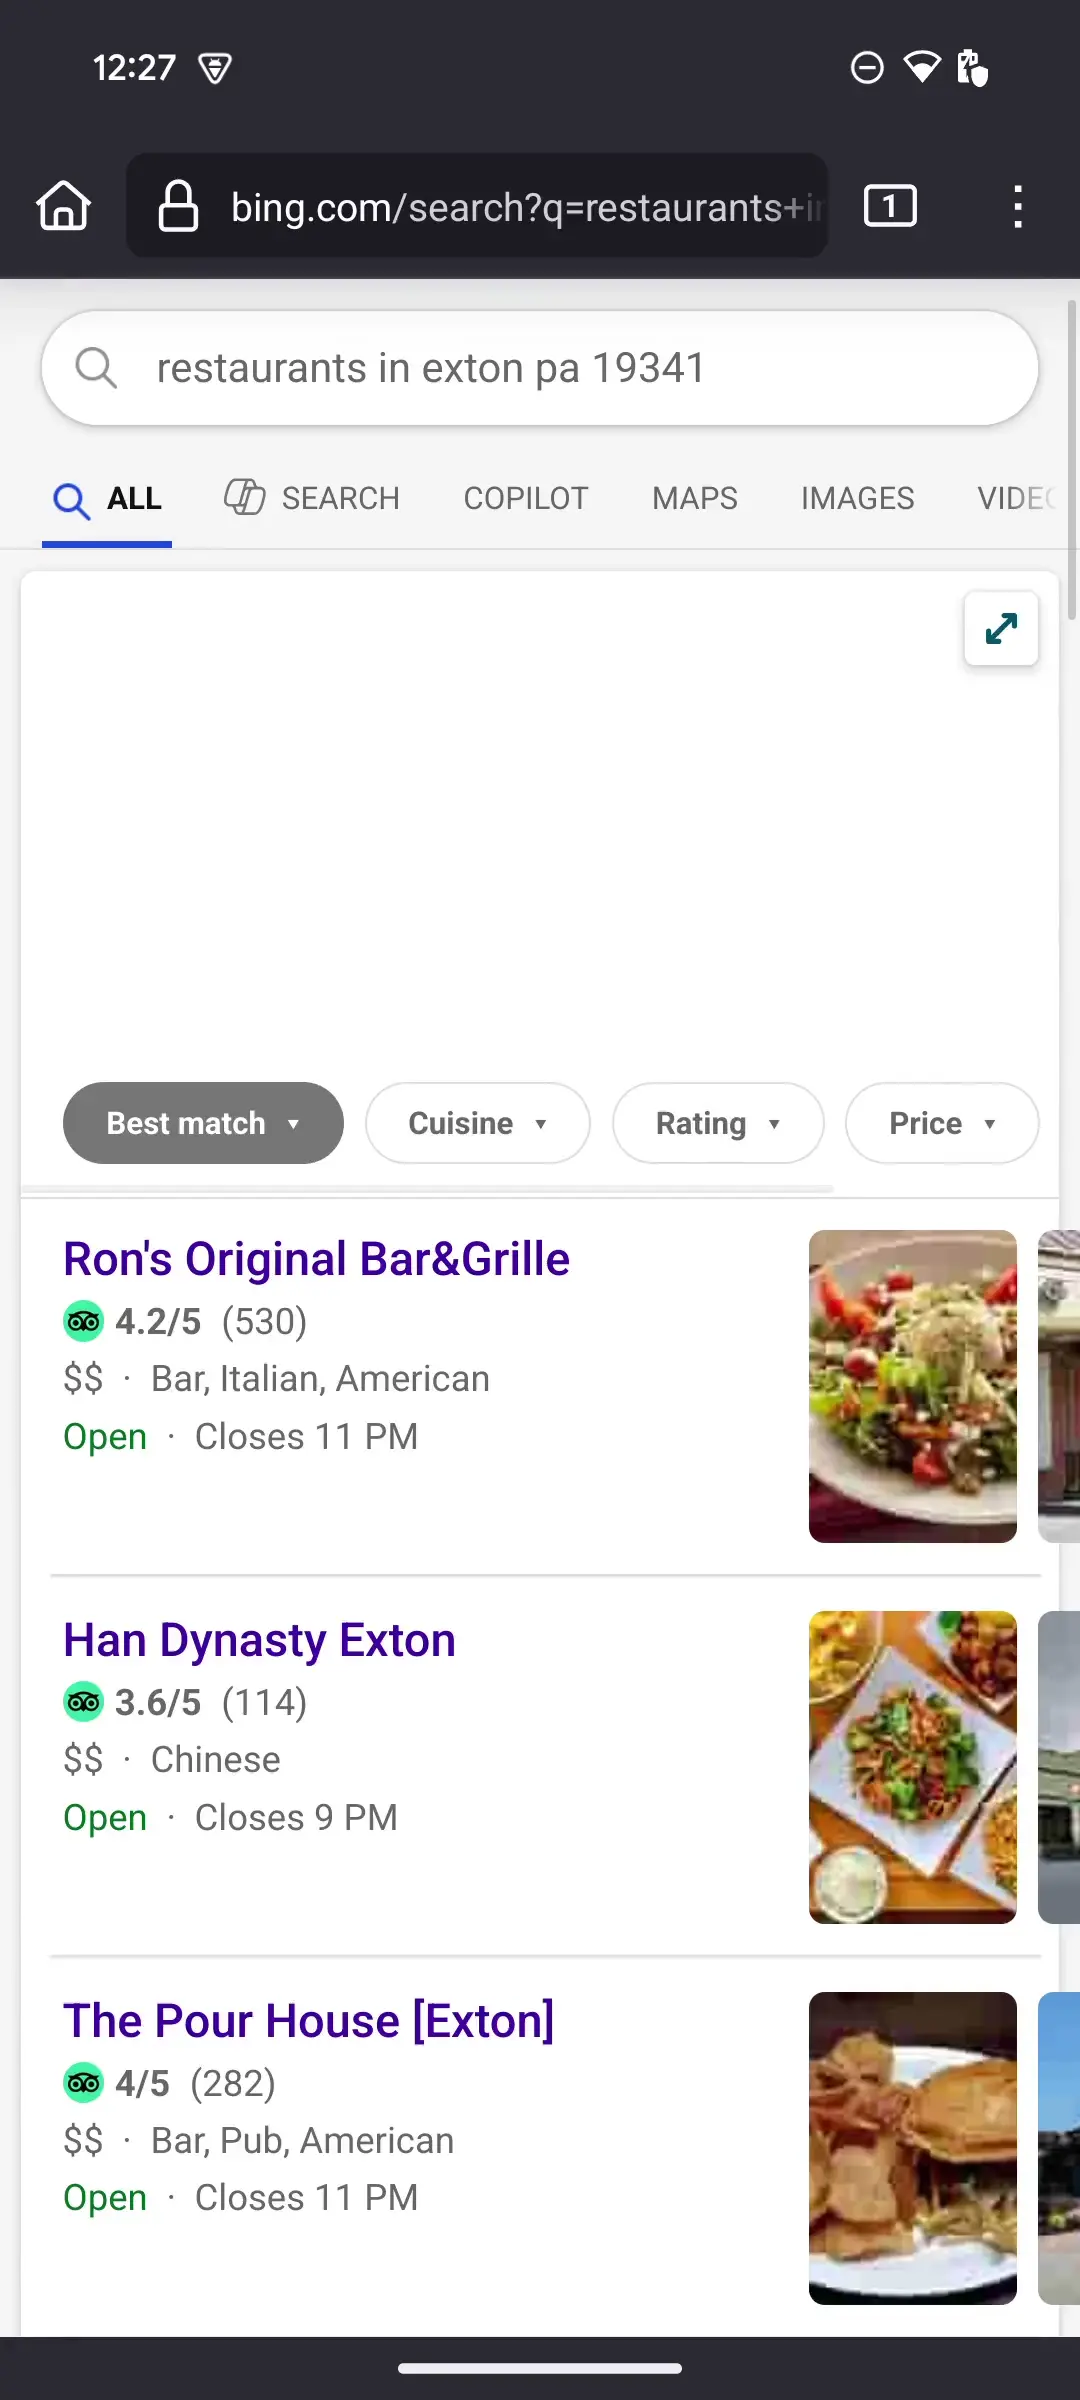 12:27
bing.com/search?q=restaurants+in
1
restaurants in exton pa 19341
ALL SEARCH COPILOT MAPS IMAGES VIDEO
Best match ▼ Cuisine ▼ Rating ▼ Price ▼
Ron's Original Bar&Grille
4.2/5 (530)
$$ · Bar, Italian, American
Open · Closes 11 PM
Han Dynasty Exton
3.6/5 (114)
$$ · Chinese
Open · Closes 9 PM
The Pour House [Exton]
4/5 (282)
$$ · Bar, Pub, American
Open · Closes 11 PM